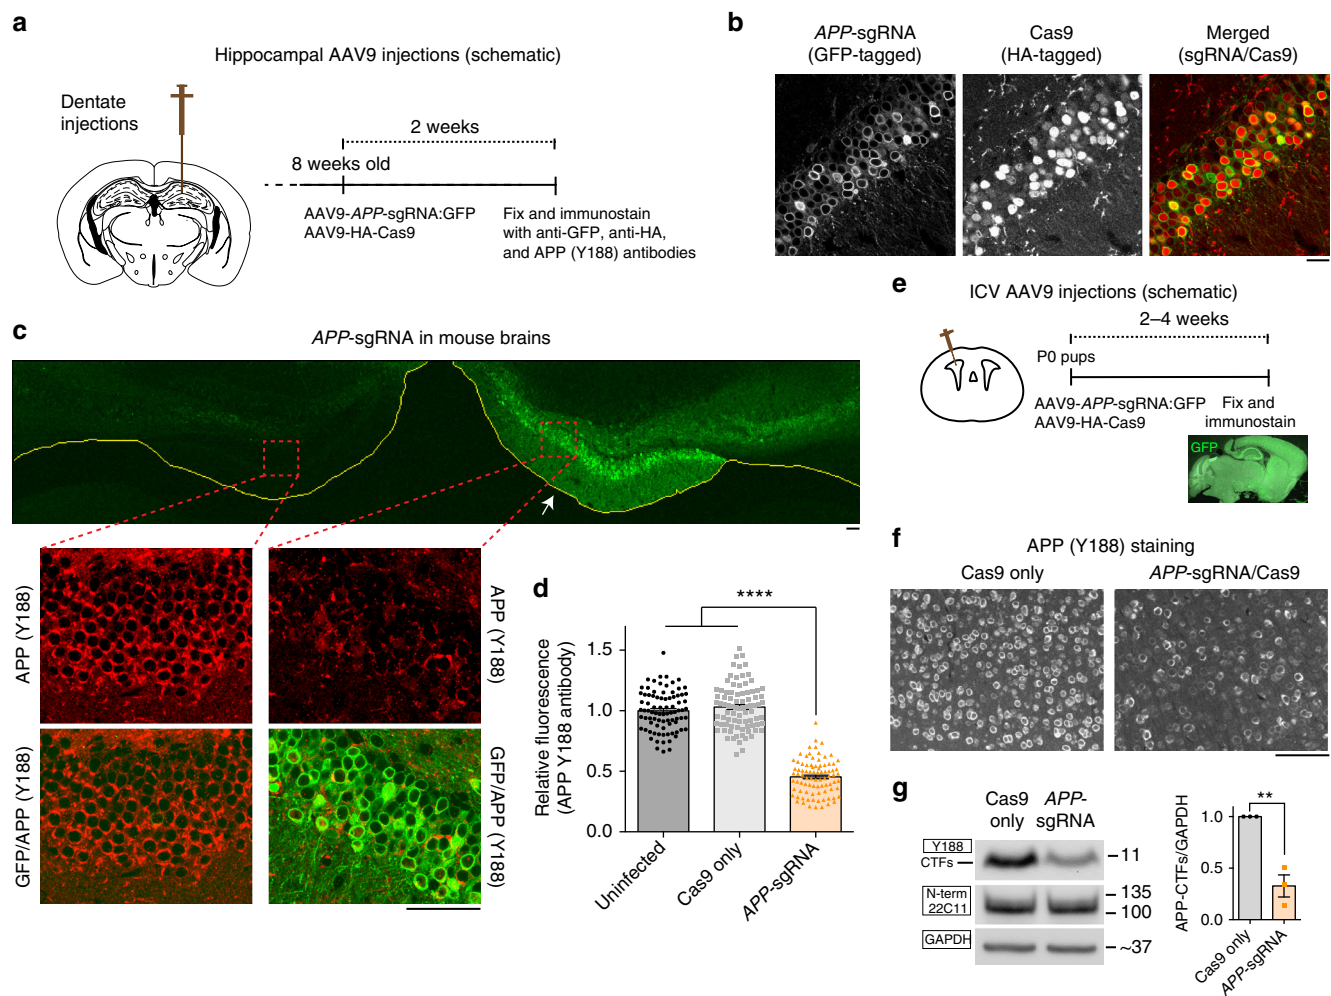 a
Hippocampal AAV9 injections (schematic)
Dentate
injections
2 weeks
8 weeks old
AAV9-APP-sgRNA:GFP
AAV9-HA-Cas9
Fix and immunostain
with anti-GFP, anti-HA,
and APP (Y188) antibodies
b
APP-sgRNA
(GFP-tagged)
Cas9
(HA-tagged)
Merged
(sgRNA/Cas9)
c
APP-sgRNA in mouse brains
APP (Y188)
GFP/APP (Y188)
APP (Y188)
GFP/APP (Y188)
d
****
Relative fluorescence
(APP Y188 antibody)
1.5
1.0
0.5
0.0
Uninfected
Cas9 only
APP-sgRNA
e
ICV AAV9 injections (schematic)
2–4 weeks
P0 pups
AAV9-APP-sgRNA:GFP
AAV9-HA-Cas9
Fix and
immunostain
GFP
f
APP (Y188) staining
Cas9 only
APP-sgRNA/Cas9
g
Cas9
only
APP-
sgRNA
Y188
CTFs
11
N-term
22C11
135
100
GAPDH
~37
**
APP-CTFs/GAPDH
1.0
0.5
0.0
Cas9 only
APP-sgRNA